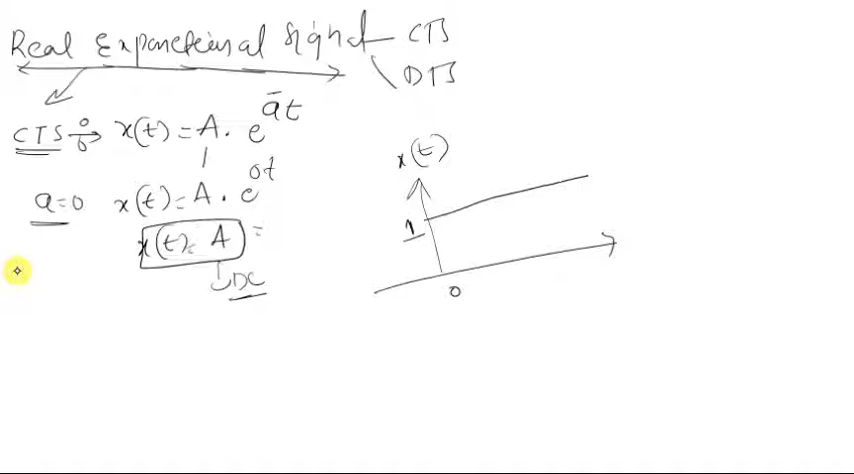 Real Exponential Signal CTS
DTS
CTS → x(t) = A. e^at
a=0 x(t)= A. e^0t
x(t)= A =
DC
x(t)
0